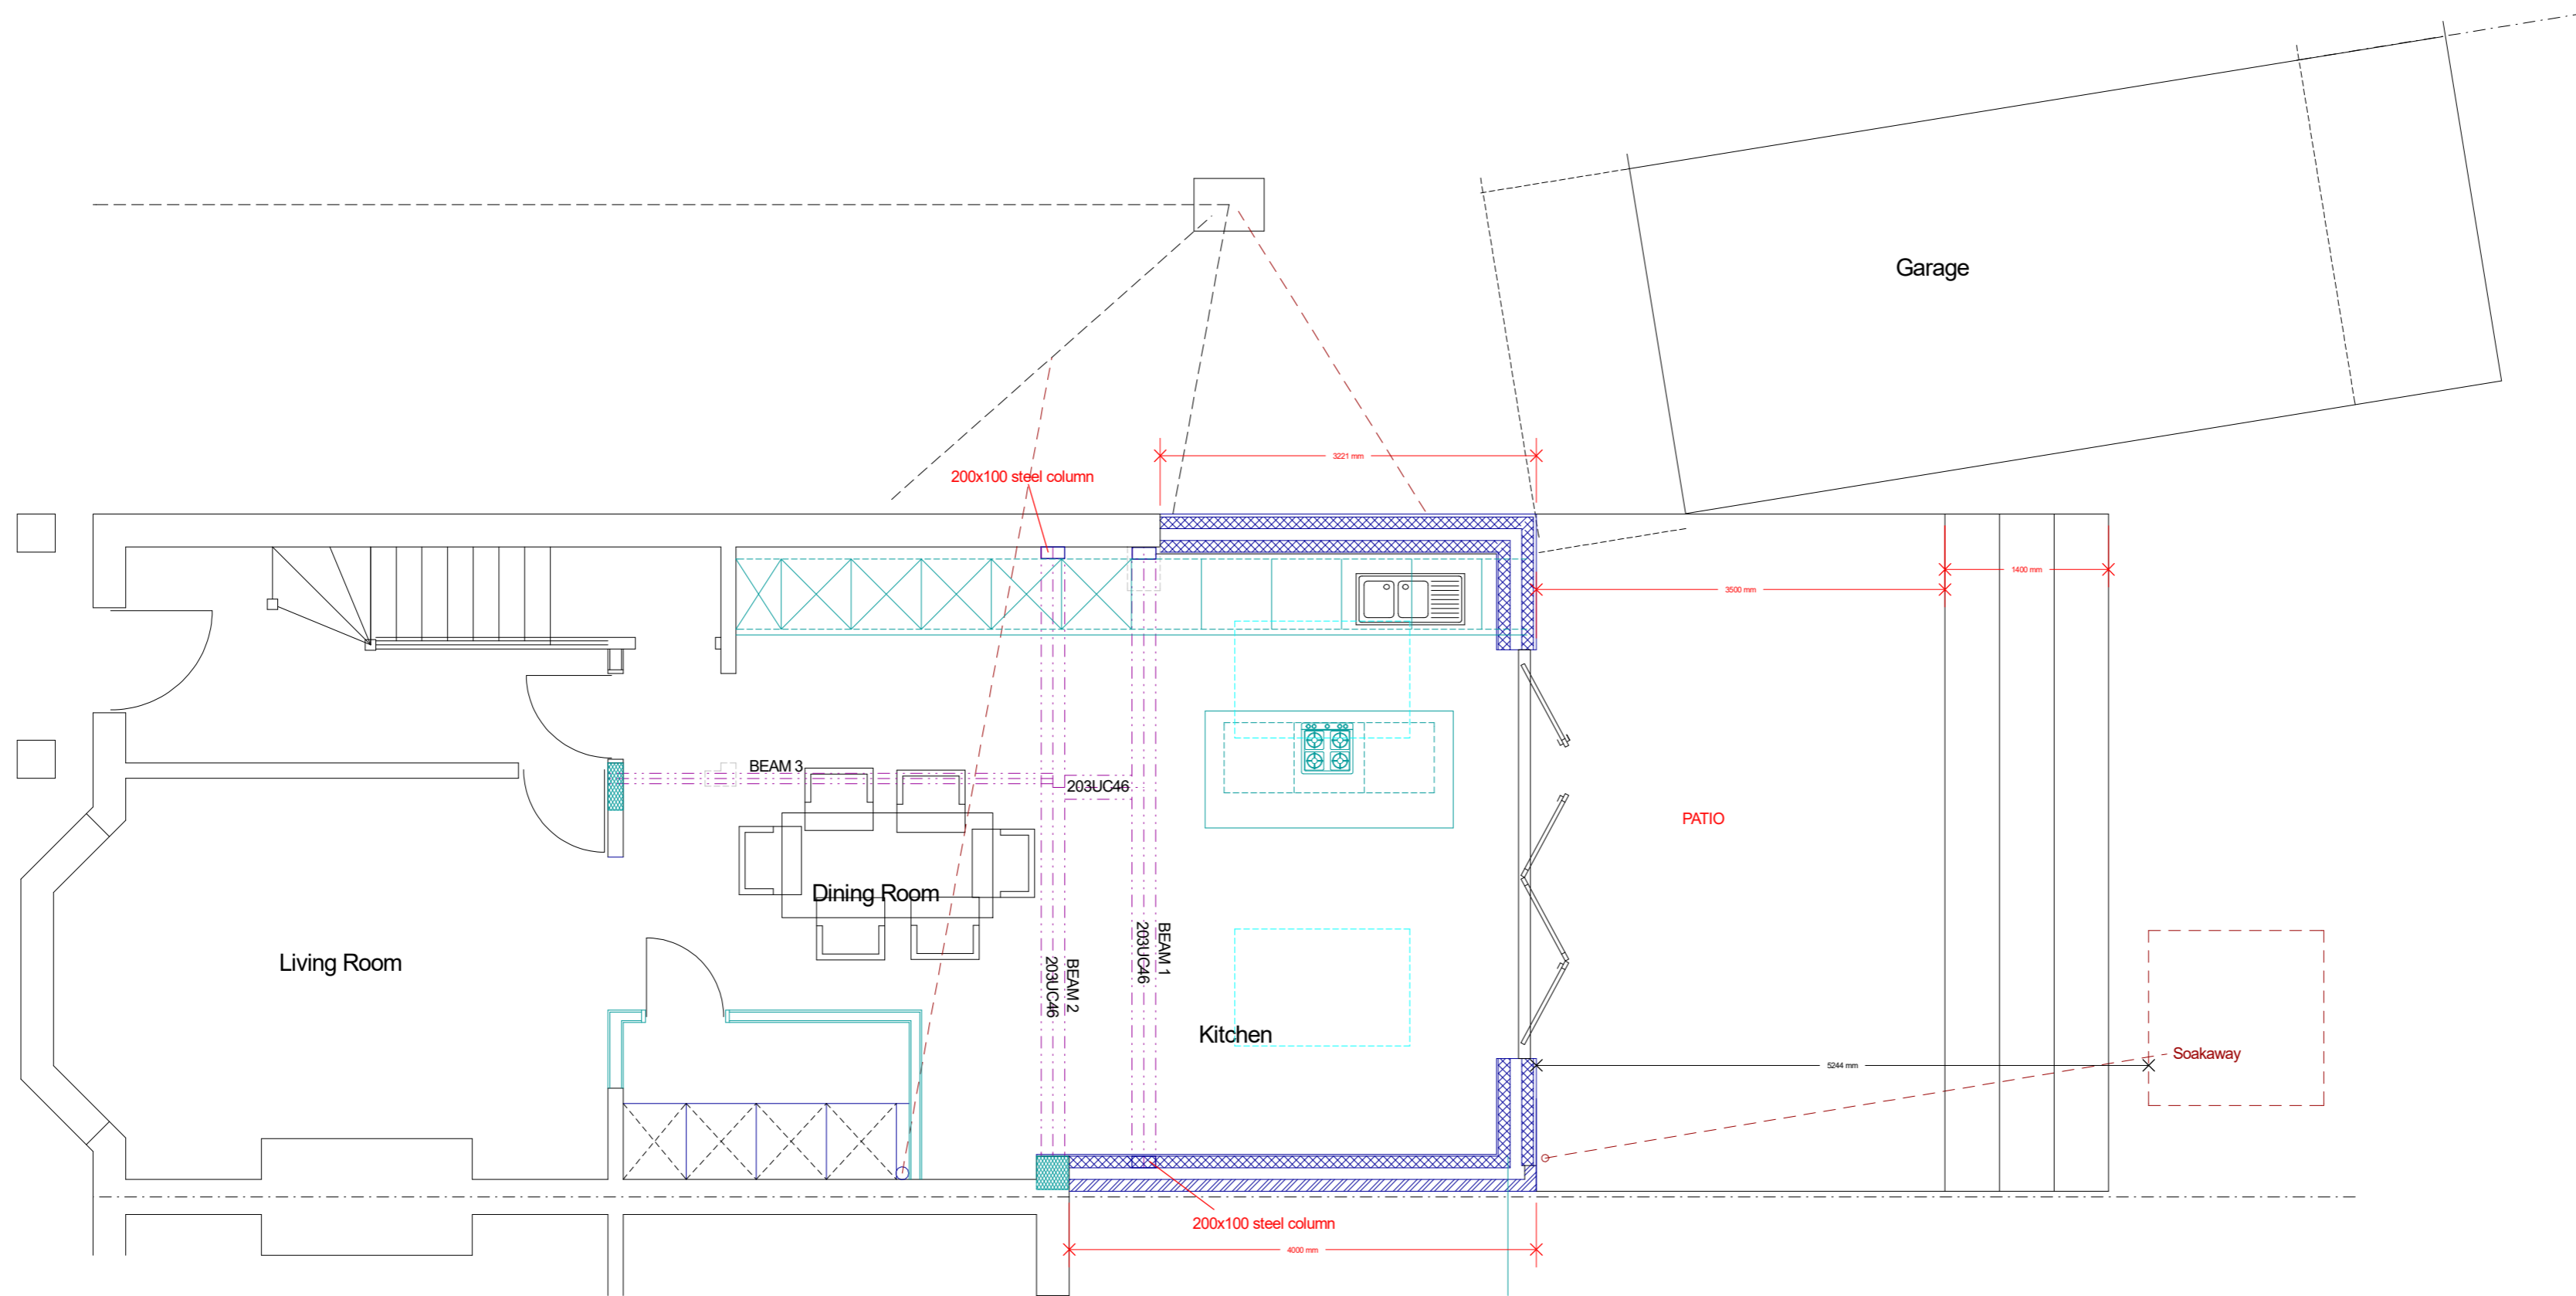 Garage
3221 mm
200x100 steel column
1400 mm
3500 mm
BEAM 3
203UC46
PATIO
Dining Room
BEAM 1
203UC46
BEAM 2
203UC46
Living Room
Kitchen
Soakaway
5244 mm
200x100 steel column
4000 mm